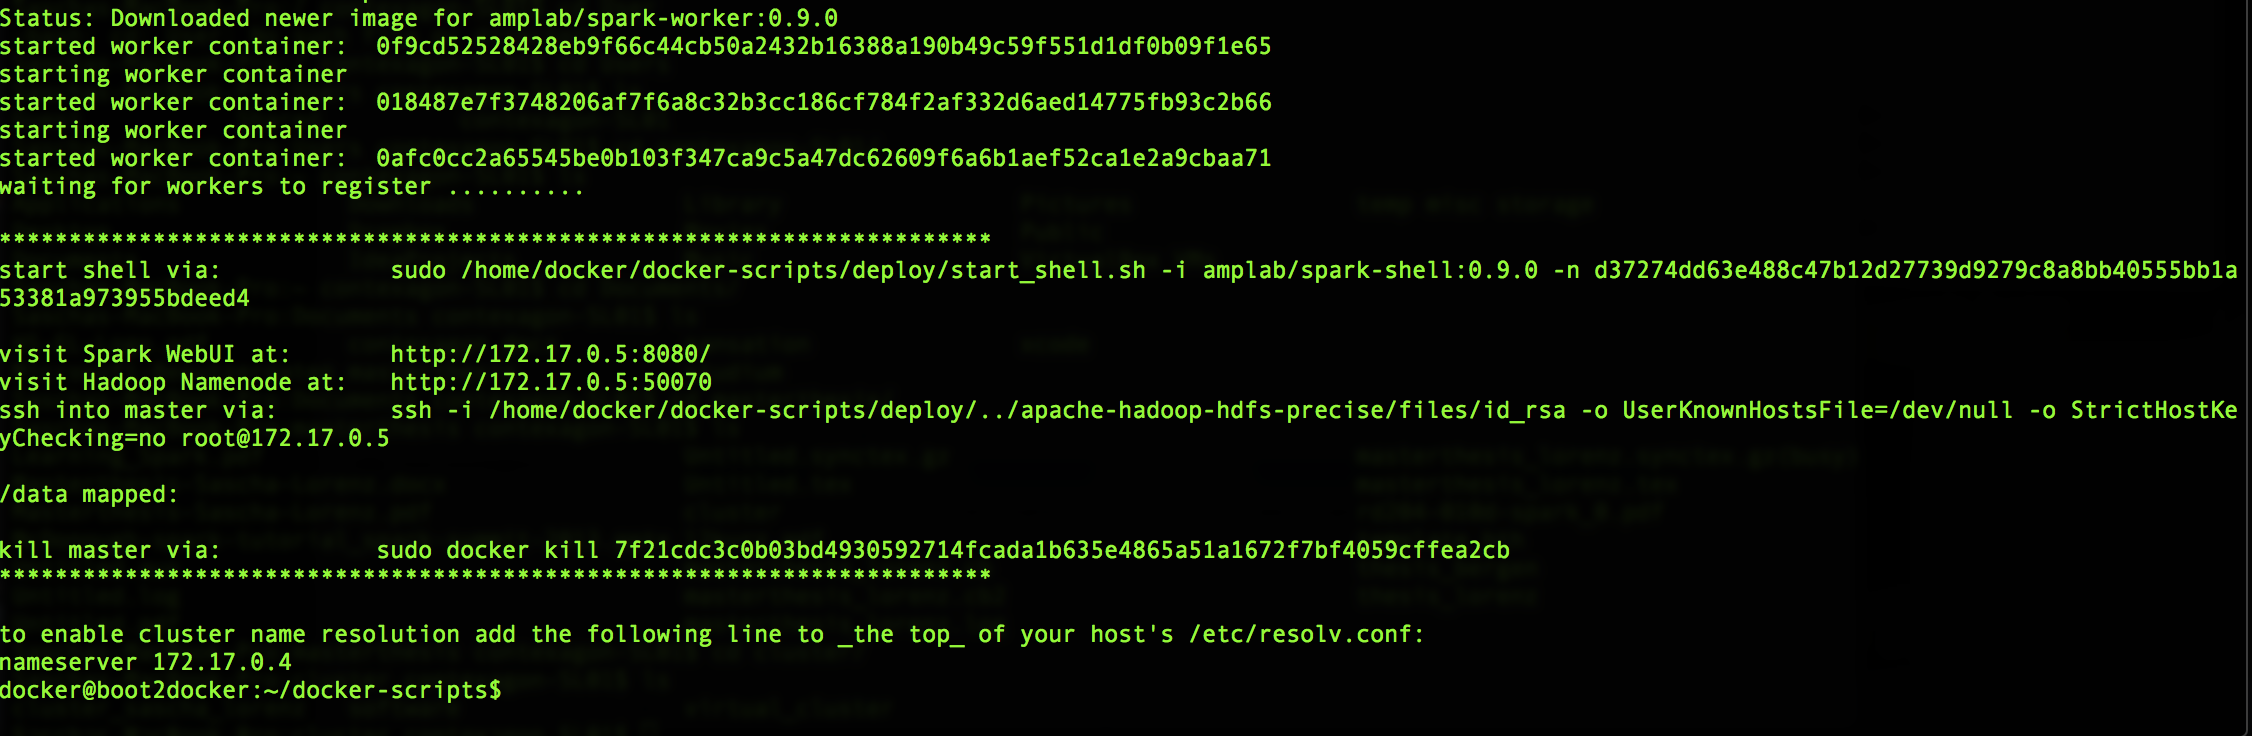 Status: Downloaded newer image for amplab/spark-worker:0.9.0
started worker container:  0f9cd52528428eb9f66c44cb50a2432b16388a190b49c59f551d1df0b09f1e65
starting worker container
started worker container:  018487e7f3748206af7f6a8c32b3cc186cf784f2af332d6aed14775fb93c2b66
starting worker container
started worker container:  0afc0cc2a65545be0b103f347ca9c5a47dc62609f6a6b1aef52ca1e2a9cbaa71
waiting for workers to register ..........
***********************************************************************
start shell via:            sudo /home/docker/docker-scripts/deploy/start_shell.sh -i amplab/spark-shell:0.9.0 -n d37274dd63e488c47b12d27739d9279c8a8bb40555bb1a
53381a973955bdeed4
visit Spark WebUI at:       http://172.17.0.5:8080/
visit Hadoop Namenode at:   http://172.17.0.5:50070
ssh into master via:        ssh -i /home/docker/docker-scripts/deploy/../apache-hadoop-hdfs-precise/files/id_rsa -o UserKnownHostsFile=/dev/null -o StrictHostKe
yChecking=no root@172.17.0.5
/data mapped:
kill master via:           sudo docker kill 7f21cdc3c0b03bd4930592714fcada1b635e4865a51a1672f7bf4059cffea2cb
***********************************************************************
to enable cluster name resolution add the following line to _the top_ of your host's /etc/resolv.conf:
nameserver 172.17.0.4
docker@boot2docker:~/docker-scripts$